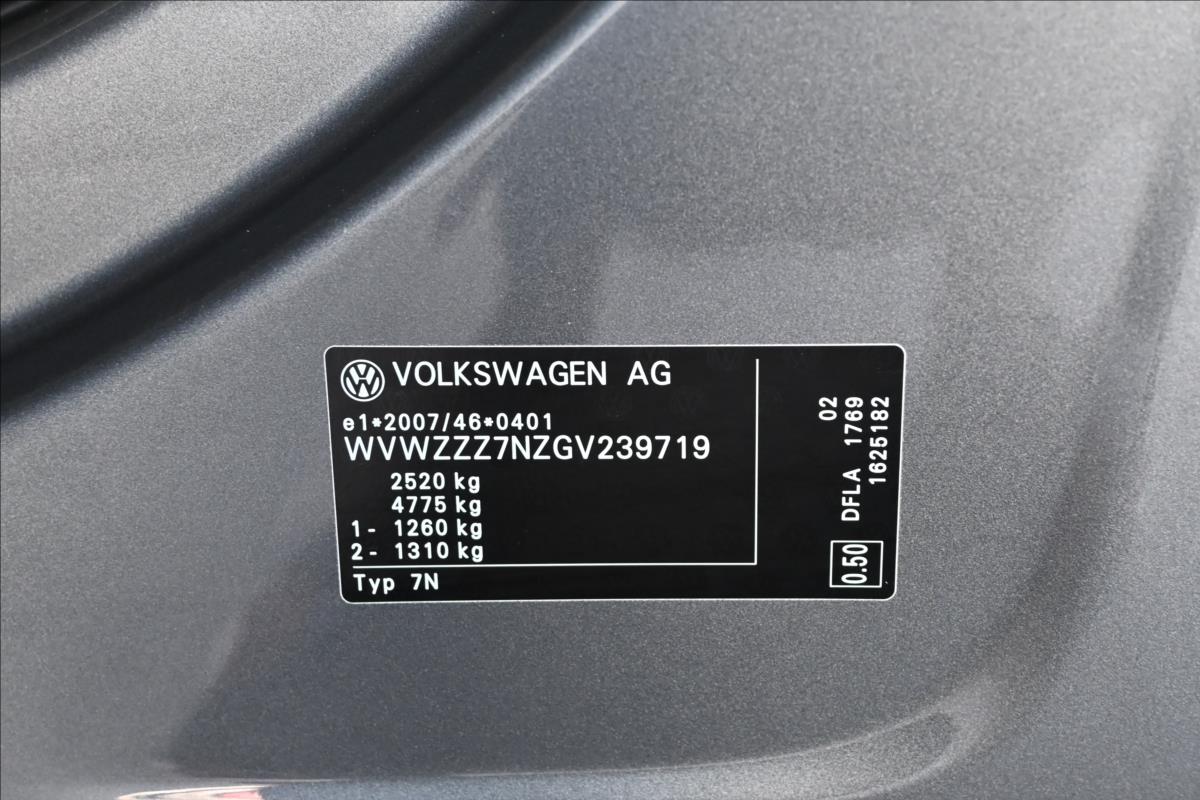 VOLKSWAGEN AG
e1*2007/46*0401
WVWZZZ7NZGV239719
2520 kg
4775 kg
1- 1260 kg
2- 1310 kg
Typ 7N
02
DFLA 1769
1625182
0.50